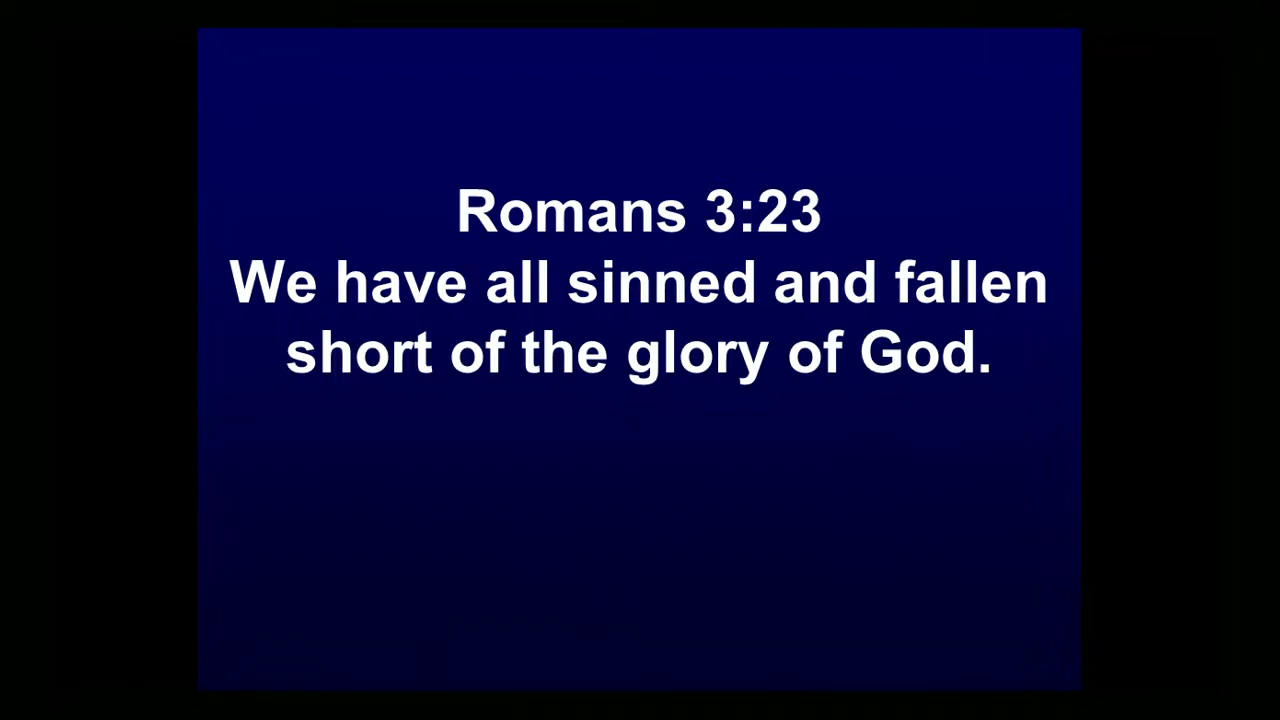 Romans 3:23
We have all sinned and fallen
short of the glory of God.